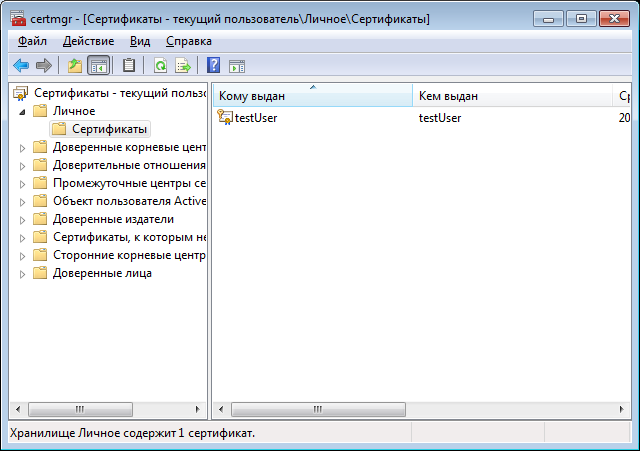 certmgr - [Сертификаты - текущий пользователь\Личное\Сертификаты]
Файл Действие Вид Справка
Сертификаты - текущий польз
Личное
Сертификаты
Доверенные корневые цент
Доверительные отношения
Промежуточные центры се
Объект пользователя Active
Доверенные издатели
Сертификаты, к которым не
Сторонние корневые центр
Доверенные лица
Кому выдан Кем выдан Ср
testUser testUser 20
Хранилище Личное содержит 1 сертификат.